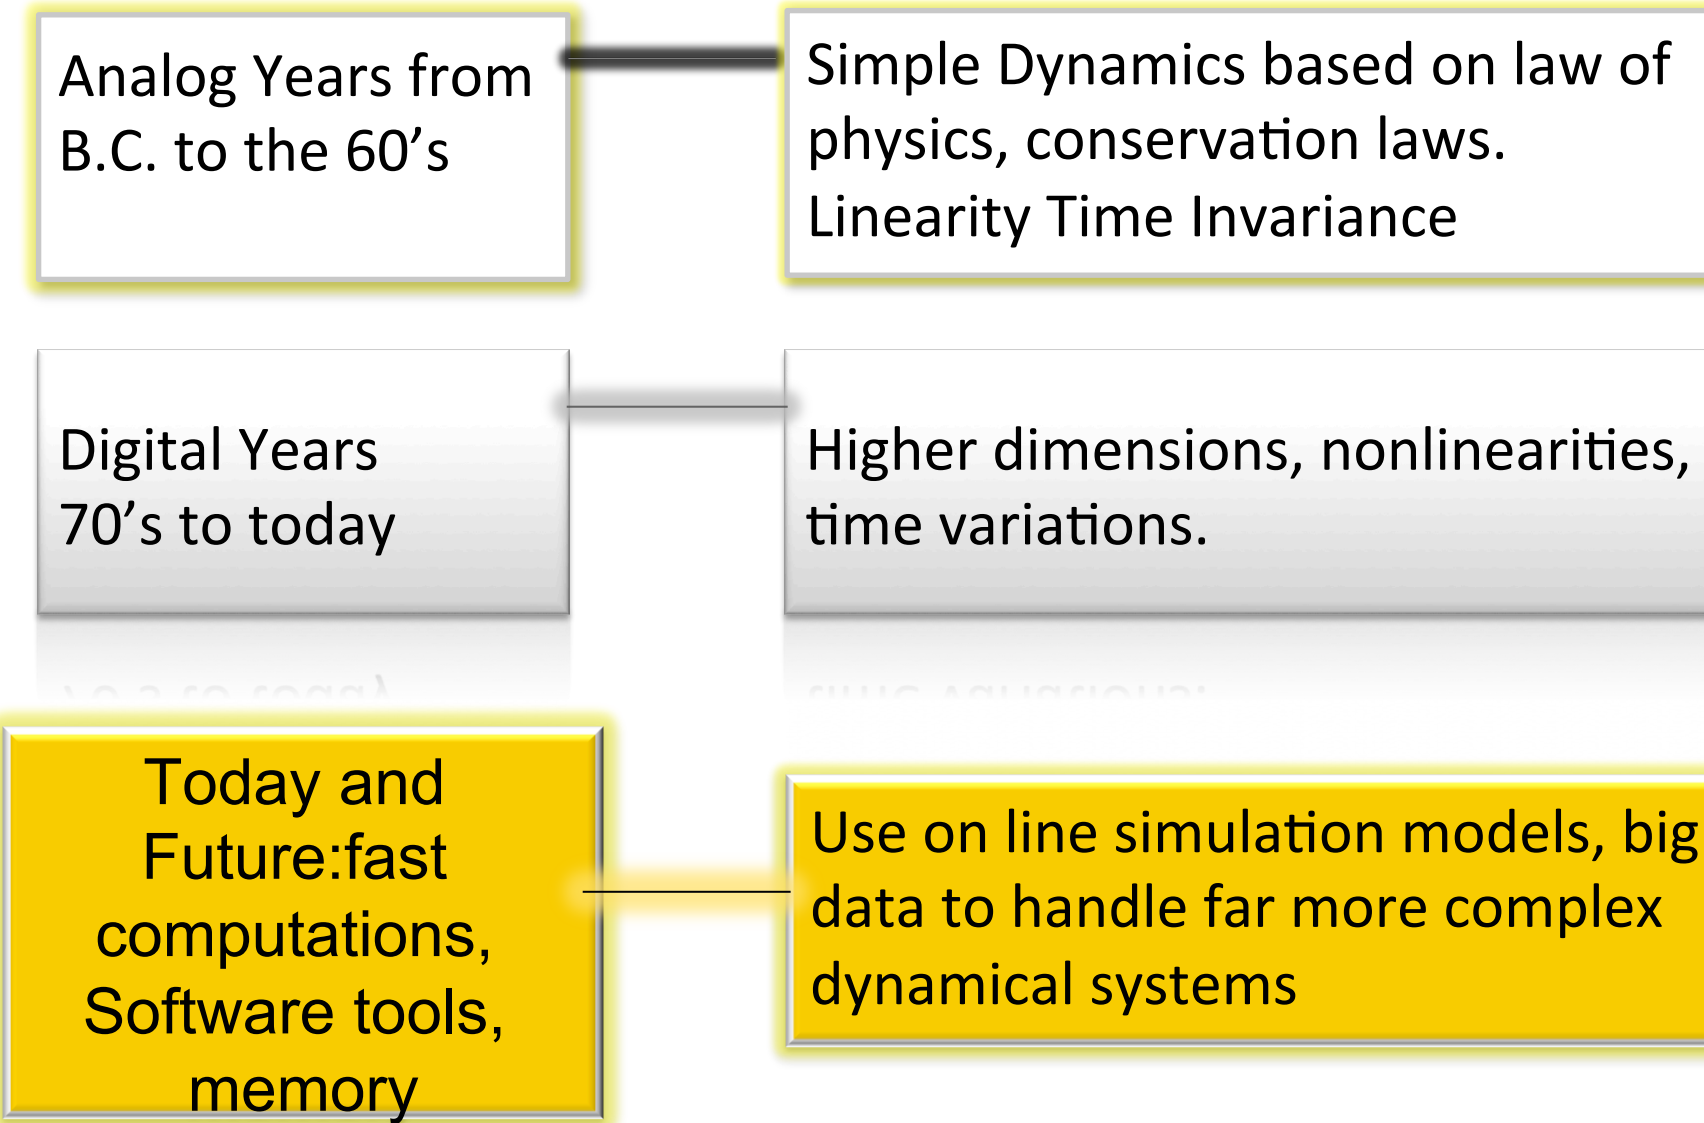 Analog Years from
B.C. to the 60’s
Simple Dynamics based on law of
physics, conservation laws.
Linearity Time Invariance
Digital Years
70’s to today
Higher dimensions, nonlinearities,
time variations.
Today and
Future:fast
computations,
Software tools,
memory
Use on line simulation models, big
data to handle far more complex
dynamical systems